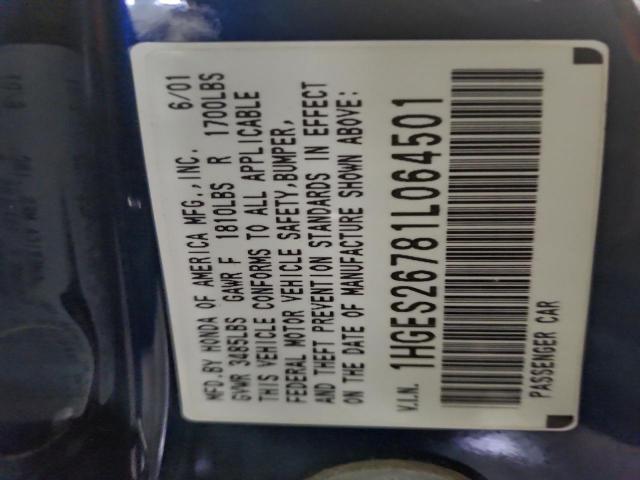 MFD.BY HONDA OF AMERICA MFG.,INC. 6/01
GVWR 3485LBS GAWR F 1810LBS R 1700LBS
THIS VEHICLE CONFORMS TO ALL APPLICABLE
FEDERAL MOTOR VEHICLE SAFETY,BUMPER,
AND THEFT PREVENTION STANDARDS IN EFFECT
ON THE DATE OF MANUFACTURE SHOWN ABOVE:
V.I.N. 1HGES26781L064501
PASSENGER CAR